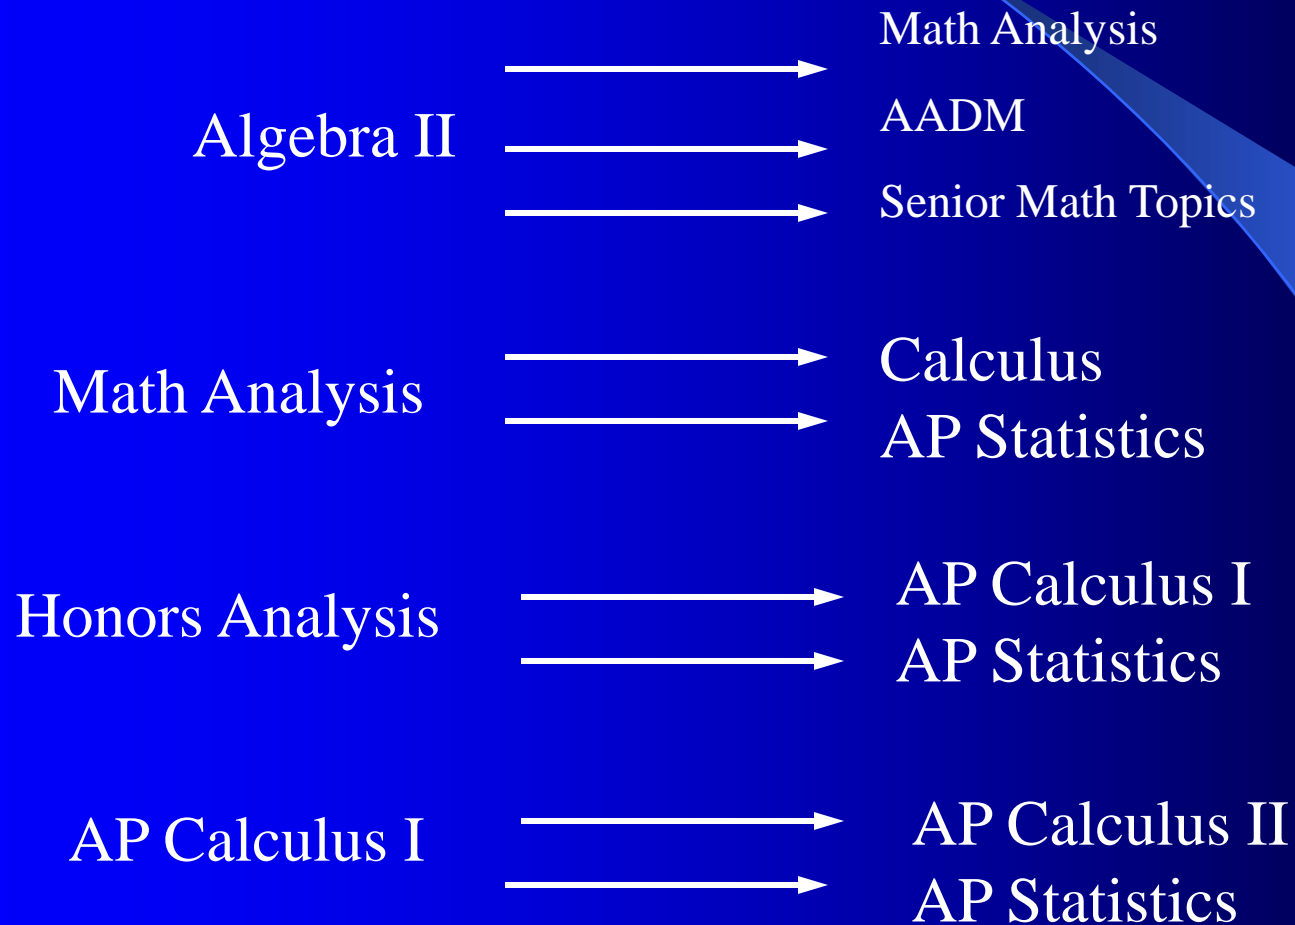 Math Analysis
Algebra II
AADM
Senior Math Topics
Math Analysis
Calculus
AP Statistics
Honors Analysis
AP Calculus I
AP Statistics
AP Calculus I
AP Calculus II
AP Statistics